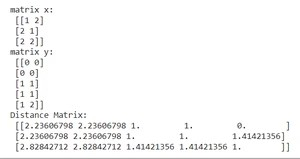 matrix x:
[[1 2]
[2 1]
[2 2]]
matrix y:
[[0 0]
[0 0]
[1 1]
[1 1]
[1 2]]
Distance Matrix:
[[2.23606798 2.23606798 1. 1. 0. ]
[2.23606798 2.23606798 1. 1. 1.41421356]
[2.82842712 2.82842712 1.41421356 1.41421356 1. ]]